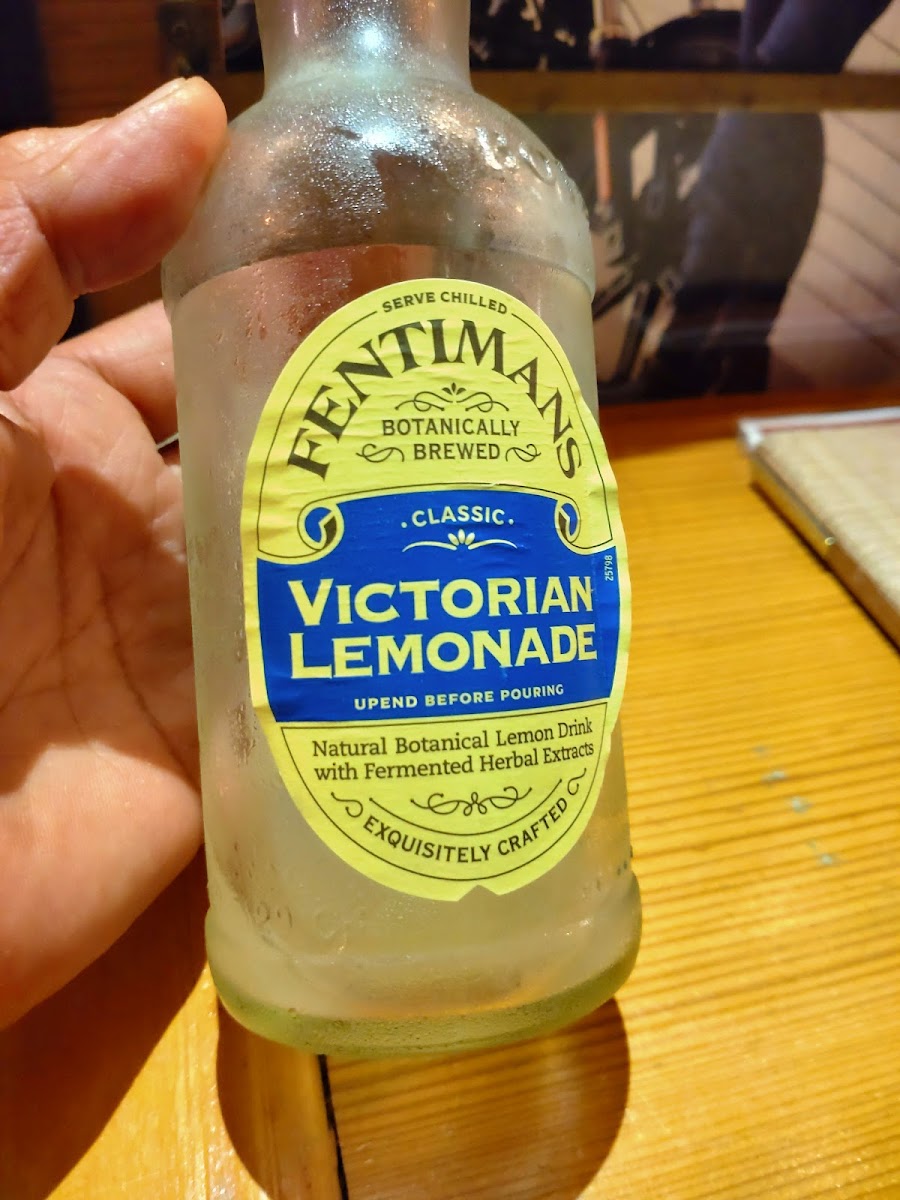 SERVE CHILLED
FENTIMANS
BOTANICALLY
BREWED
·CLASSIC·
VICTORIAN
LEMONADE
25798
UPEND BEFORE POURING
Natural Botanical Lemon Drink
with Fermented Herbal Extracts
EXQUISITELY CRAFTED